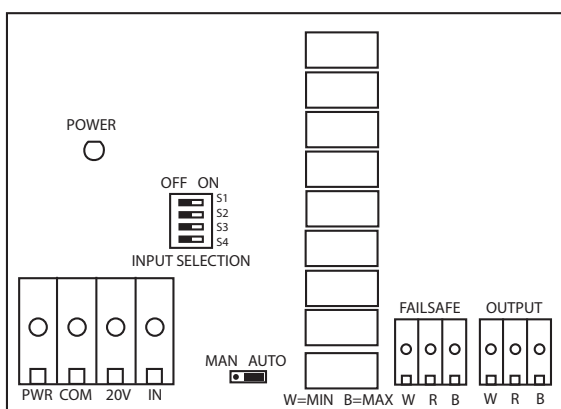 POWER
OFF ON
S1
S2
S3
S4
INPUT SELECTION
FAILSAFE OUTPUT
MAN AUTO
PWR COM 20V IN
W=MIN B=MAX W R B W R B